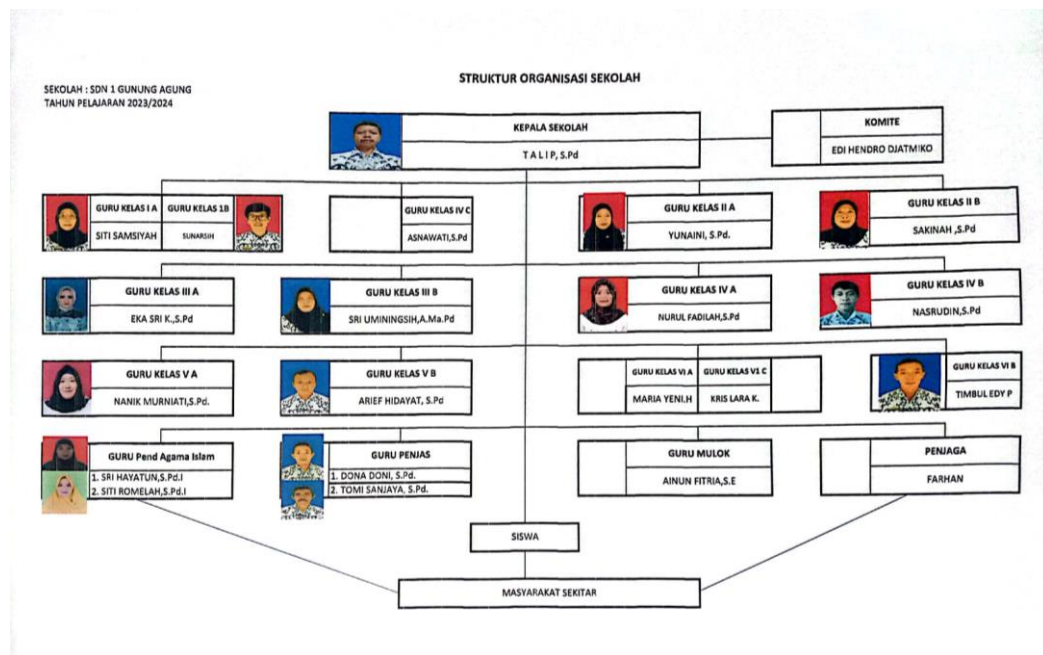 STRUKTUR ORGANISASI SEKOLAH
SEKOLAH : SDN 1 GUNUNG AGUNG
TAHUN PELAJARAN 2023/2024
KEPALA SEKOLAH
T A L I P, S.Pd
KOMITE
EDI HENDRO DJATMIKO
GURU KELAS I A
SITI SAMSIYAH
GURU KELAS 1B
SUNARSIH
GURU KELAS IV C
ASNAWATI,S.Pd
GURU KELAS II A
YUNAINI, S.Pd.
GURU KELAS II B
SAKINAH ,S.Pd
GURU KELAS III A
EKA SRI K.,S.Pd
GURU KELAS III B
SRI UMININGSIH,A.Ma.Pd
GURU KELAS IV A
NURUL FADILAH,S.Pd
GURU KELAS IV B
NASRUDIN,S.Pd
GURU KELAS V A
NANIK MURNIATI,S.Pd.
GURU KELAS V B
ARIEF HIDAYAT, S.Pd
GURU KELAS VI A
MARIA YENI.H
GURU KELAS V1 C
KRIS LARA K.
GURU KELAS VI B
TIMBUL EDY P
GURU Pend Agama Islam
1. SRI HAYATUN,S.Pd.I
2. SITI ROMELAH,S.Pd.I
GURU PENJAS
1. DONA DONI, S.Pd.
2. TOMI SANJAYA, S.Pd.
GURU MULOK
AINUN FITRIA,S.E
PENJAGA
FARHAN
SISWA
MASYARAKAT SEKITAR